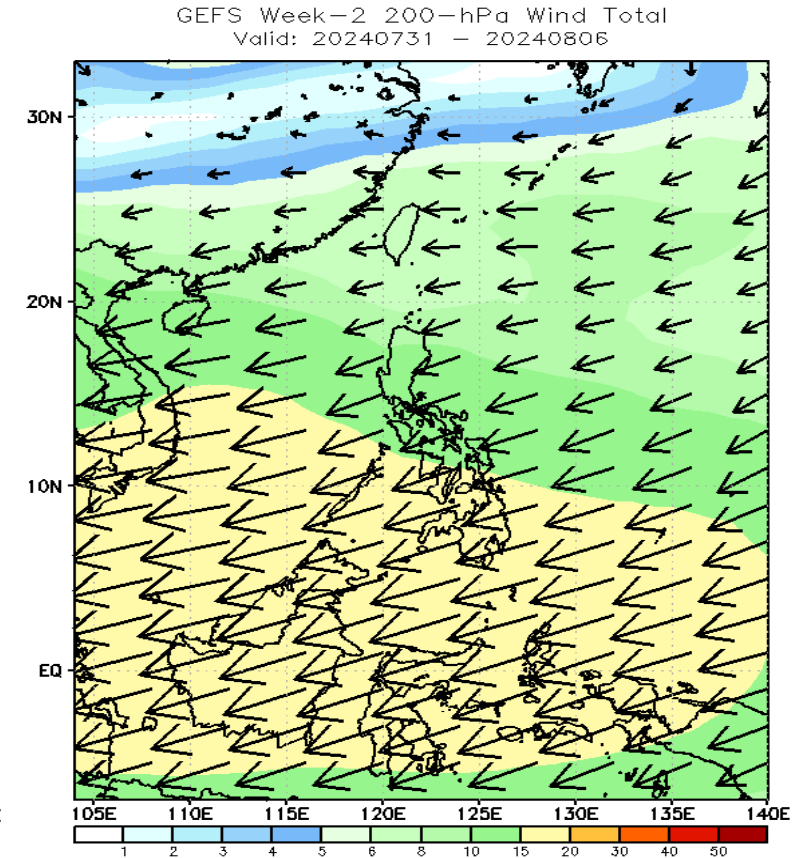 GEFS Week-2 200-hPa Wind Total
Valid: 20240731 - 20240806
30N
20N
10N
EQ
105E 110E 115E 120E 125E 130E 135E 140E
1 2 3 4 5 6 8 10 15 20 30 40 50